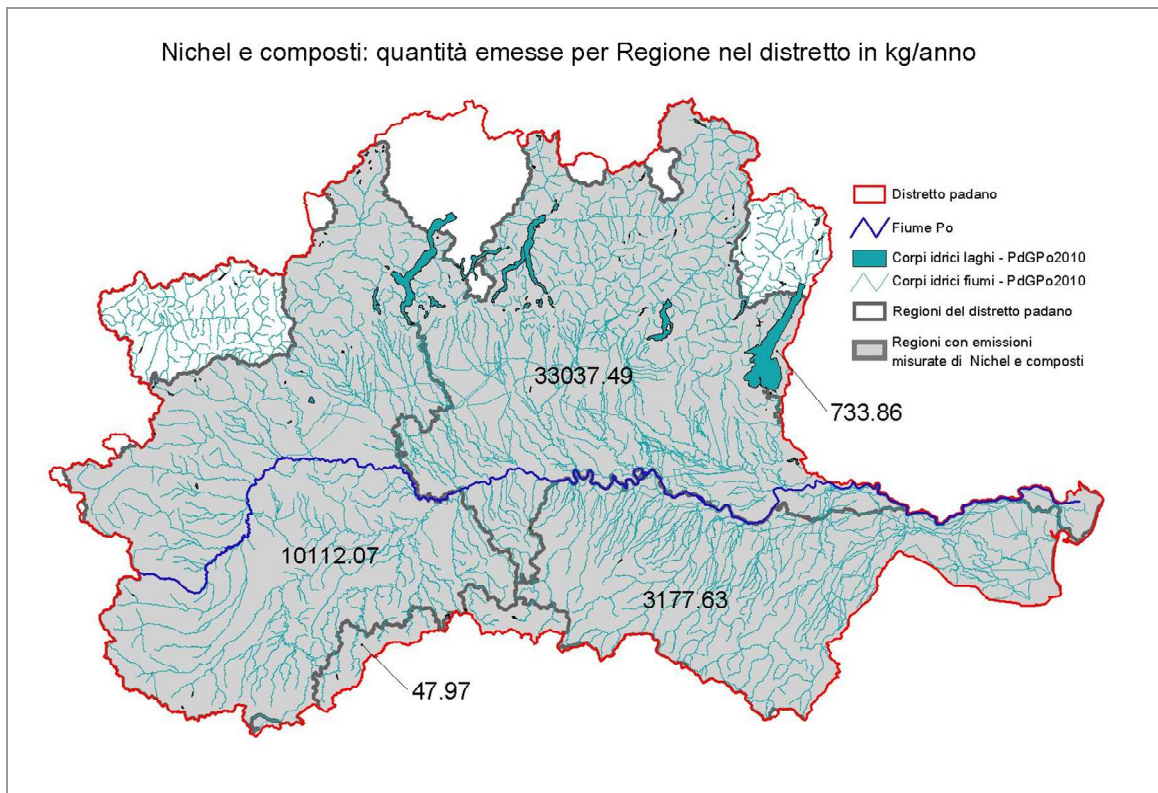 Nichel e composti: quantità emesse per Regione nel distretto in kg/anno
Distretto padano
Fiume Po
Corpi idrici laghi - PdGPo2010
Corpi idrici fiumi - PdGPo2010
Regioni del distretto padano
Regioni con emissioni
misurate di Nichel e composti
33037.49
733.86
10112.07
3177.63
47.97